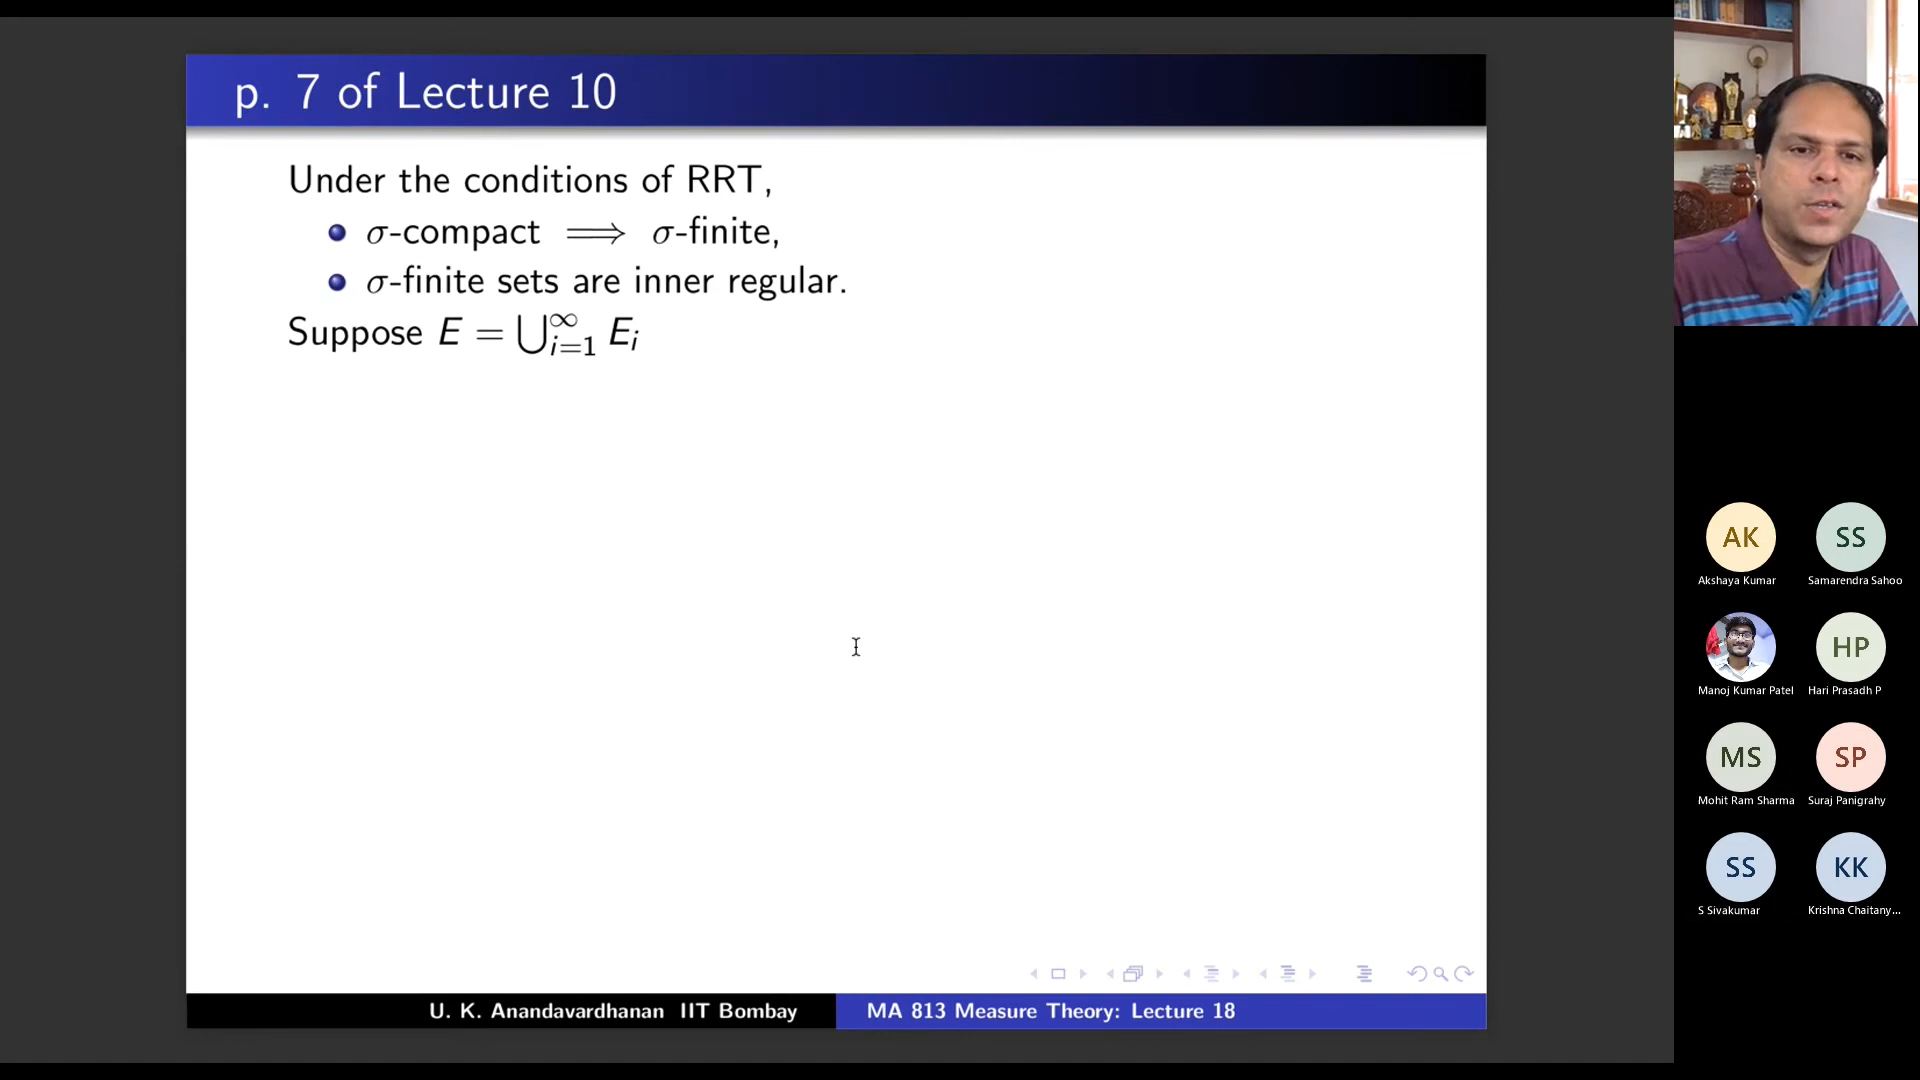 p. 7 of Lecture 10
Under the conditions of RRT,
σ-compact ⟹ σ-finite,
σ-finite sets are inner regular.
Suppose E = ⋃_{i=1}^{∞} E_i
U. K. Anandavardhanan IIT Bombay
MA 813 Measure Theory: Lecture 18
AK
SS
Akshaya Kumar
Samarendra Sahoo
HP
Manoj Kumar Patel
Hari Prasadh P
MS
SP
Mohit Ram Sharma
Suraj Panigrahy
SS
KK
S Sivakumar
Krishna Chaitany...